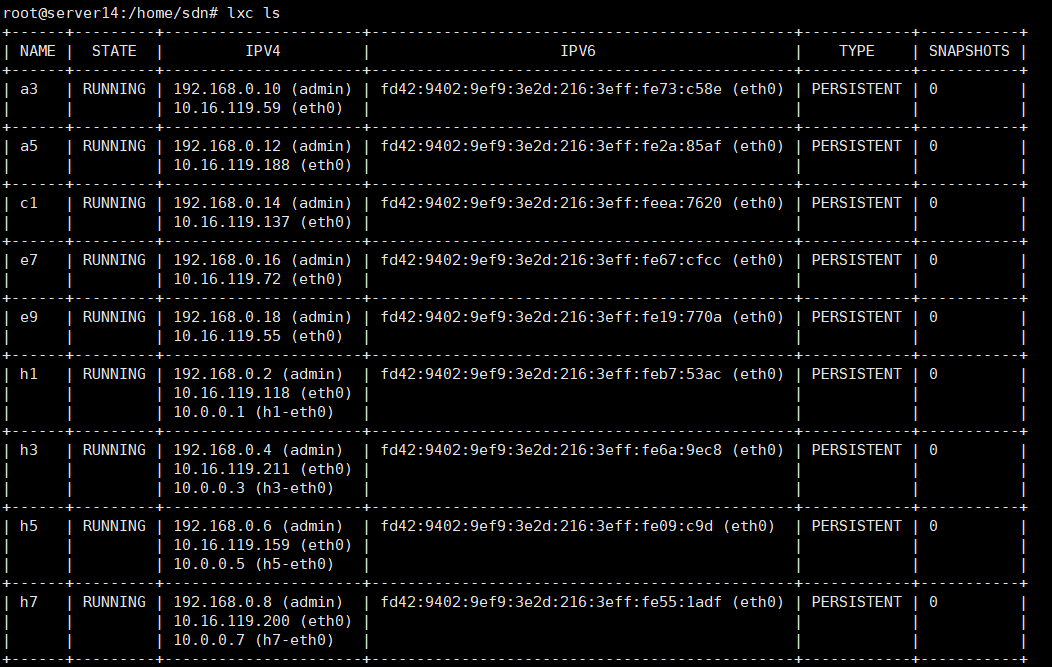 root@server14:/home/sdn# lxc ls
+------+---------+----------------------+-----------------------------------------------+------------+-----------+
| NAME |  STATE  |         IPV4         |                     IPV6                      |    TYPE    | SNAPSHOTS |
+------+---------+----------------------+-----------------------------------------------+------------+-----------+
| a3   | RUNNING | 192.168.0.10 (admin) | fd42:9402:9ef9:3e2d:216:3eff:fe73:c58e (eth0) | PERSISTENT | 0         |
|      |         | 10.16.119.59 (eth0)  |                                               |            |           |
+------+---------+----------------------+-----------------------------------------------+------------+-----------+
| a5   | RUNNING | 192.168.0.12 (admin) | fd42:9402:9ef9:3e2d:216:3eff:fe2a:85af (eth0) | PERSISTENT | 0         |
|      |         | 10.16.119.188 (eth0) |                                               |            |           |
+------+---------+----------------------+-----------------------------------------------+------------+-----------+
| c1   | RUNNING | 192.168.0.14 (admin) | fd42:9402:9ef9:3e2d:216:3eff:feea:7620 (eth0) | PERSISTENT | 0         |
|      |         | 10.16.119.137 (eth0) |                                               |            |           |
+------+---------+----------------------+-----------------------------------------------+------------+-----------+
| e7   | RUNNING | 192.168.0.16 (admin) | fd42:9402:9ef9:3e2d:216:3eff:fe67:cfcc (eth0) | PERSISTENT | 0         |
|      |         | 10.16.119.72 (eth0)  |                                               |            |           |
+------+---------+----------------------+-----------------------------------------------+------------+-----------+
| e9   | RUNNING | 192.168.0.18 (admin) | fd42:9402:9ef9:3e2d:216:3eff:fe19:770a (eth0) | PERSISTENT | 0         |
|      |         | 10.16.119.55 (eth0)  |                                               |            |           |
+------+---------+----------------------+-----------------------------------------------+------------+-----------+
| h1   | RUNNING | 192.168.0.2 (admin)  | fd42:9402:9ef9:3e2d:216:3eff:feb7:53ac (eth0) | PERSISTENT | 0         |
|      |         | 10.16.119.118 (eth0) |                                               |            |           |
|      |         | 10.0.0.1 (h1-eth0)   |                                               |            |           |
+------+---------+----------------------+-----------------------------------------------+------------+-----------+
| h3   | RUNNING | 192.168.0.4 (admin)  | fd42:9402:9ef9:3e2d:216:3eff:fe6a:9ec8 (eth0) | PERSISTENT | 0         |
|      |         | 10.16.119.211 (eth0) |                                               |            |           |
|      |         | 10.0.0.3 (h3-eth0)   |                                               |            |           |
+------+---------+----------------------+-----------------------------------------------+------------+-----------+
| h5   | RUNNING | 192.168.0.6 (admin)  | fd42:9402:9ef9:3e2d:216:3eff:fe09:c9d (eth0)  | PERSISTENT | 0         |
|      |         | 10.16.119.159 (eth0) |                                               |            |           |
|      |         | 10.0.0.5 (h5-eth0)   |                                               |            |           |
+------+---------+----------------------+-----------------------------------------------+------------+-----------+
| h7   | RUNNING | 192.168.0.8 (admin)  | fd42:9402:9ef9:3e2d:216:3eff:fe55:1adf (eth0) | PERSISTENT | 0         |
|      |         | 10.16.119.200 (eth0) |                                               |            |           |
|      |         | 10.0.0.7 (h7-eth0)   |                                               |            |           |
+------+---------+----------------------+-----------------------------------------------+------------+-----------+